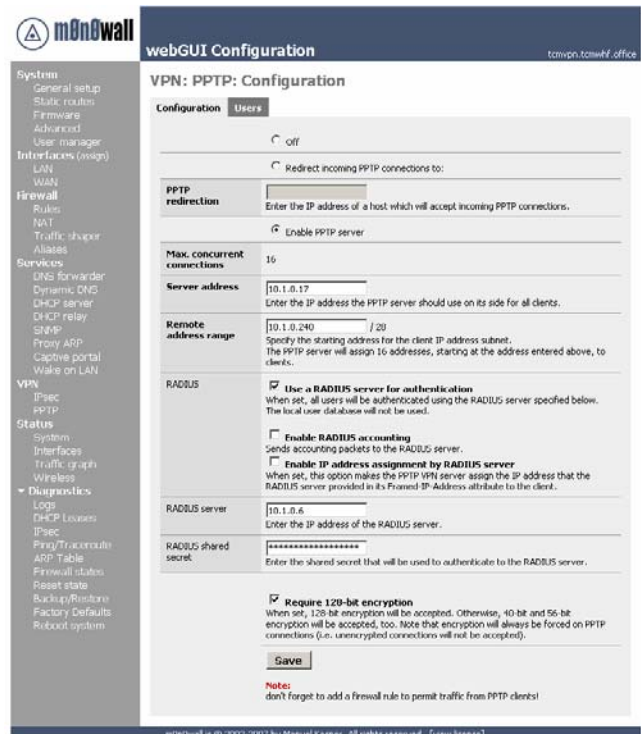 m0n0wall
webGUI Configuration
tcmvpn.tcmwhf.office
System
General setup
Static routes
Firmware
Advanced
User manager
Interfaces (assign)
LAN
WAN
Firewall
Rules
NAT
Traffic shaper
Aliases
Services
DNS forwarder
Dynamic DNS
DHCP server
DHCP relay
SNMP
Proxy ARP
Captive portal
Wake on LAN
VPN
IPsec
PPTP
Status
System
Interfaces
Traffic graph
Wireless
Diagnostics
Logs
DHCP Leases
IPsec
Ping/Traceroute
ARP Table
Firewall states
Reset state
Backup/Restore
Factory Defaults
Reboot system
VPN: PPTP: Configuration
Configuration Users
Off
Redirect incoming PPTP connections to:
PPTP
redirection
Enter the IP address of a host which will accept incoming PPTP connections.
Enable PPTP server
Max. concurrent
connections
16
Server address
10.1.0.17
Enter the IP address the PPTP server should use on its side for all clients.
Remote
address range
10.1.0.240 / 28
Specify the starting address for the client IP address subnet.
The PPTP server will assign 16 addresses, starting at the address entered above, to
clients.
RADIUS
Use a RADIUS server for authentication
When set, all users will be authenticated using the RADIUS server specified below.
The local user database will not be used.
Enable RADIUS accounting
Sends accounting packets to the RADIUS server.
Enable IP address assignment by RADIUS server
When set, this option makes the PPTP VPN server assign the IP address that the
RADIUS server provided in its Framed-IP-Address attribute to the client.
RADIUS server
10.1.0.6
Enter the IP address of the RADIUS server.
RADIUS shared
secret
******************
Enter the shared secret that will be used to authenticate to the RADIUS server.
Require 128-bit encryption
When set, 128-bit encryption will be accepted. Otherwise, 40-bit and 56-bit
encryption will be accepted, too. Note that encryption will always be forced on PPTP
connections (i.e. unencrypted connections will not be accepted).
Save
Note:
don't forget to add a firewall rule to permit traffic from PPTP clients!
m0n0wall is © 2002-2007 by Manuel Kasper. All rights reserved. [view license]